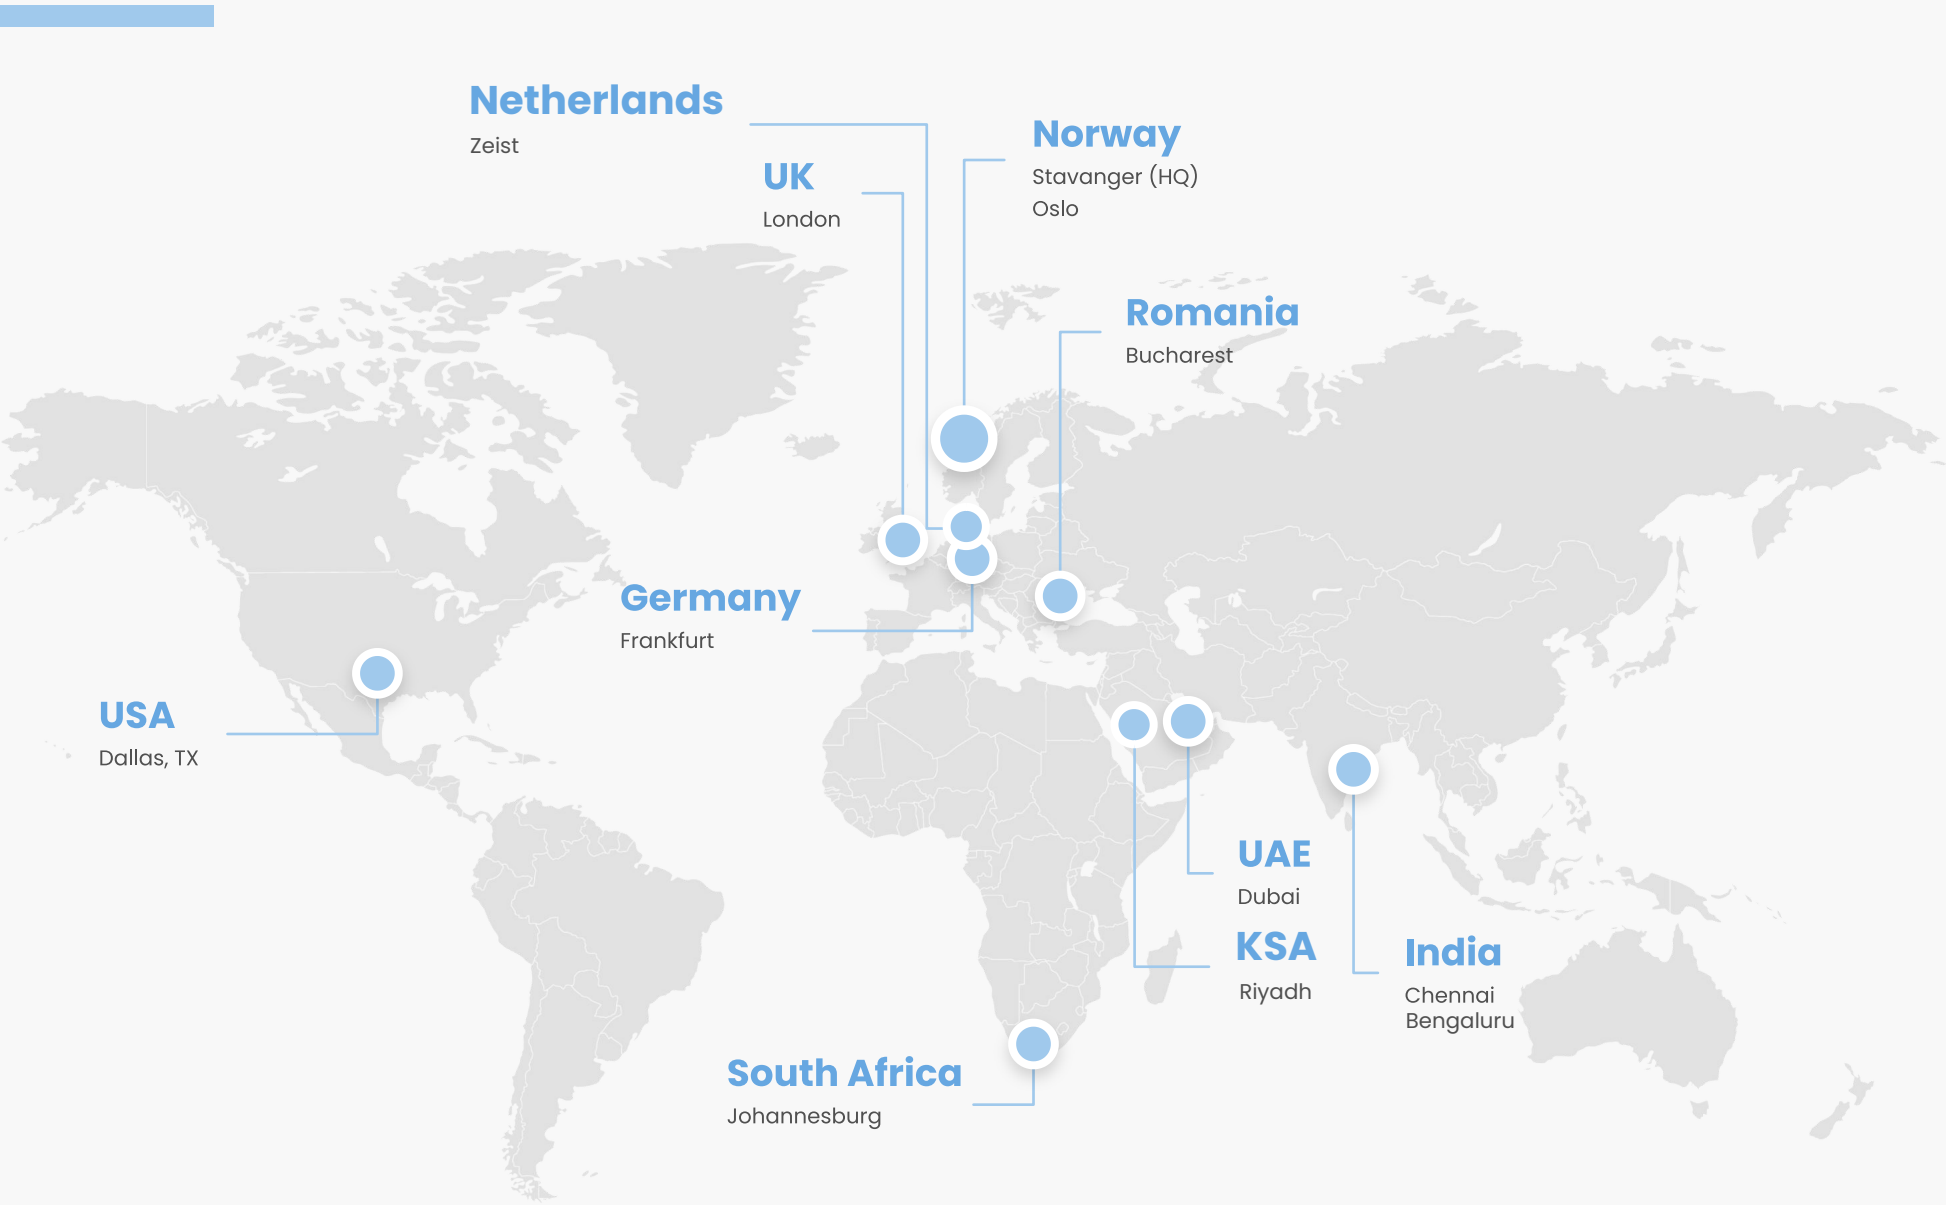 Netherlands
Zeist
Norway
Stavanger (HQ)
Oslo
UK
London
Romania
Bucharest
Germany
Frankfurt
USA
Dallas, TX
UAE
Dubai
KSA
Riyadh
India
Chennai
Bengaluru
South Africa
Johannesburg